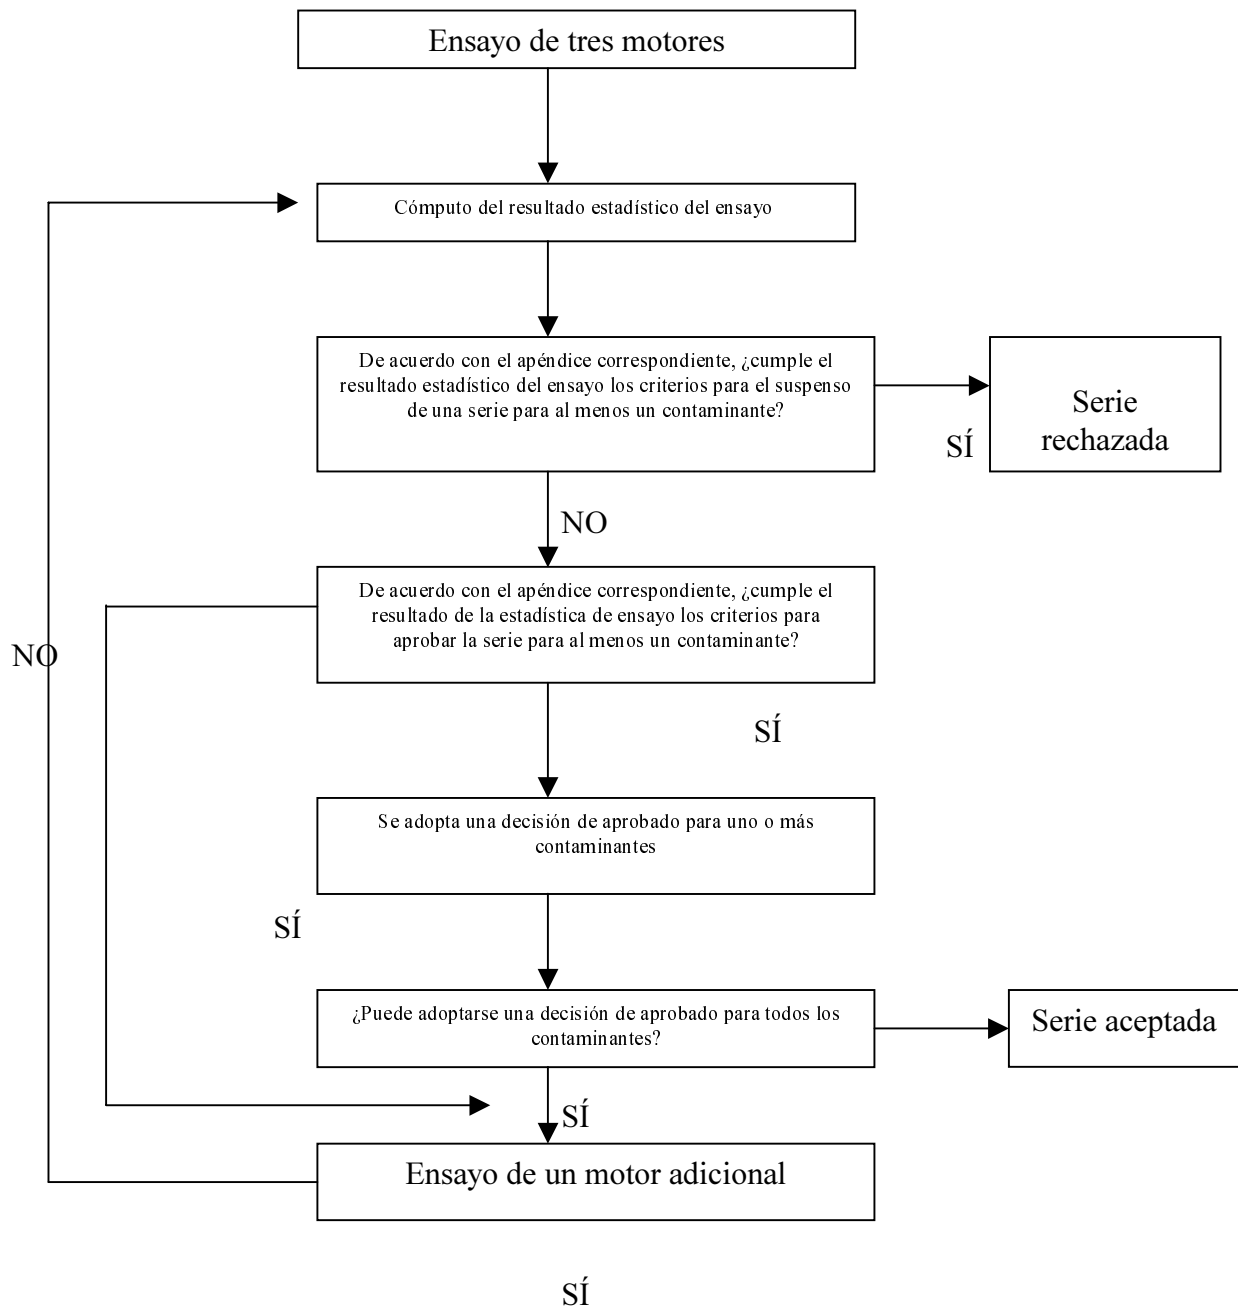 Ensayo de tres motores
Cómputo del resultado estadístico del ensayo
De acuerdo con el apéndice correspondiente, ¿cumple el
resultado estadístico del ensayo los criterios para el suspenso
de una serie para al menos un contaminante?
Serie
rechazada
SÍ
NO
De acuerdo con el apéndice correspondiente, ¿cumple el
resultado de la estadística de ensayo los criterios para
aprobar la serie para al menos un contaminante?
NO
SÍ
Se adopta una decisión de aprobado para uno o más
contaminantes
SÍ
¿Puede adoptarse una decisión de aprobado para todos los
contaminantes?
Serie aceptada
SÍ
Ensayo de un motor adicional
SÍ